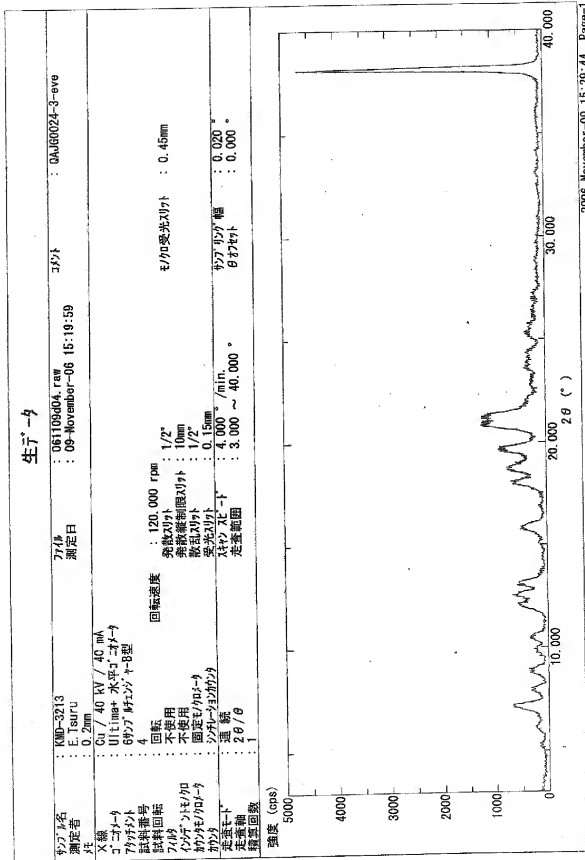 生データ
サンプル名 : KMD-3213 ファイル : 061109d04.raw コメント : QAJ60024-3-eve
測定者 : E.Tsuru 測定日 : 09-November-06 15:19:59
メモ : 0.2mm
X線 : Cu / 40 kV / 40 mA
ゴニオメータ : Ultima+ 水平ゴニオメータ
アタッチメント : 6サンプルチェンジャーB型
試料番号 : 4
試料回転 : 回転 回転速度 : 120.000 rpm
フィルタ : 不使用 発散スリット : 1/2°
インシデントモノクロ : 不使用 発散縦制限スリット : 10mm
カウンタモノクロメータ : 固定モノクロメータ 散乱スリット : 1/2°
カウンタ : シンチレーションカウンタ 受光スリット : 0.15mm モノクロ受光スリット : 0.45mm
走査モード : 連続 スキャンスピード : 4.000 ° /min. サンプリング幅 : 0.020 °
走査軸 : 2θ/θ 走査範囲 : 3.000 ~ 40.000 ° θオフセット : 0.000 °
積算回数 : 1
強度 (cps)
5000
4000
3000
2000
1000
0
10.000 20.000 30.000 40.000
2θ (°)
2006-November-09 15:29:44 Page-1